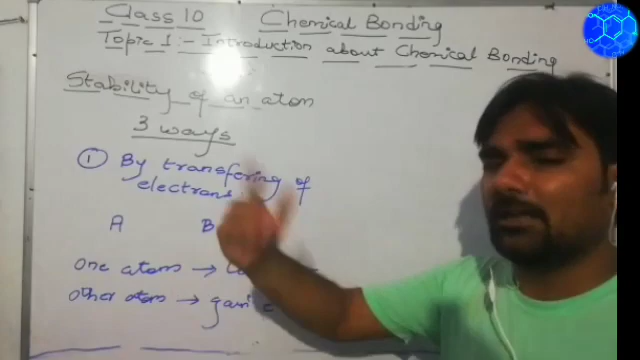 Class 10 Chemical Bonding
Topic 1 :- Introduction about Chemical Bonding
Stability of an atom
3 ways
① By transfering of
electrons
A B
one atom →
other atom → gain e